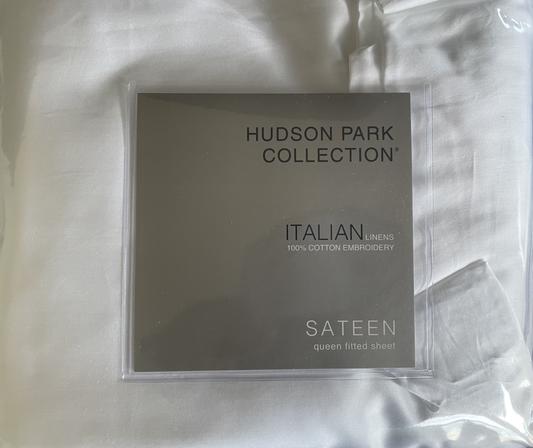 HUDSON PARK
COLLECTION®
ITALIAN LINENS
100% COTTON EMBROIDERY
SATEEN
queen fitted sheet